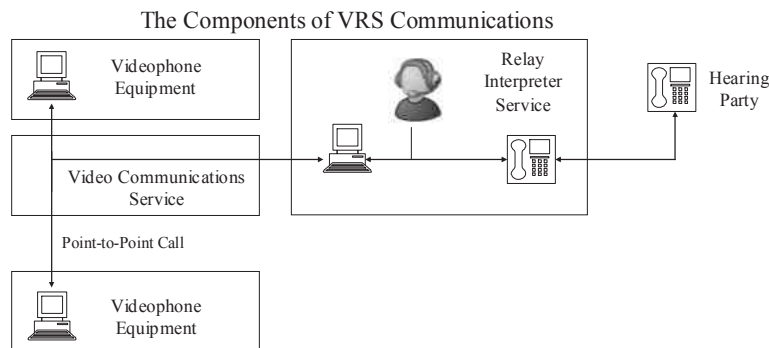 The Components of VRS Communications
Videophone
Equipment
Relay
Interpreter
Service
Hearing
Party
Video Communications
Service
Point-to-Point Call
Videophone
Equipment